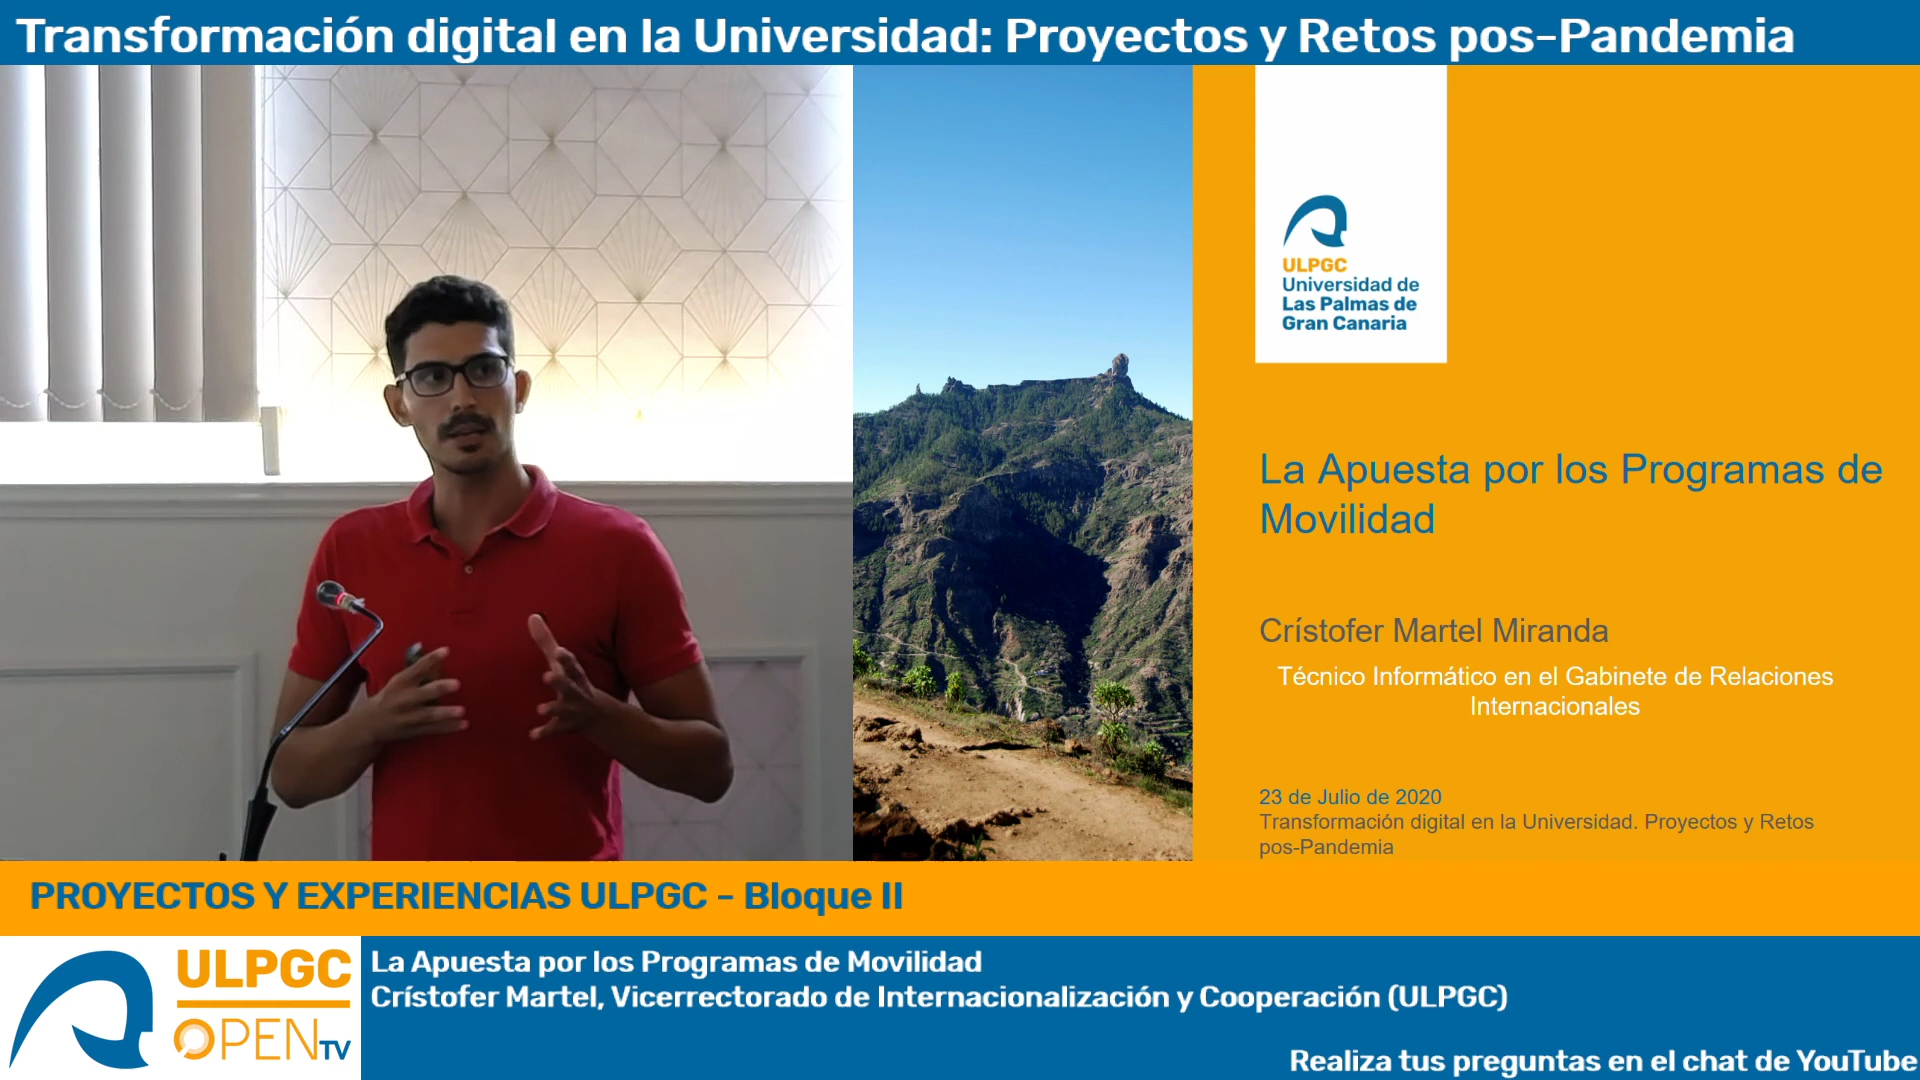 Transformación digital en la Universidad: Proyectos y Retos pos-Pandemia
ULPGC
Universidad de
Las Palmas de
Gran Canaria
La Apuesta por los Programas de
Movilidad
Crístofer Martel Miranda
Técnico Informático en el Gabinete de Relaciones
Internacionales
23 de Julio de 2020
Transformación digital en la Universidad. Proyectos y Retos
pos-Pandemia
PROYECTOS Y EXPERIENCIAS ULPGC - Bloque II
ULPGC
OPENTV
La Apuesta por los Programas de Movilidad
Crístofer Martel, Vicerrectorado de Internacionalización y Cooperación (ULPGC)
Realiza tus preguntas en el chat de YouTube